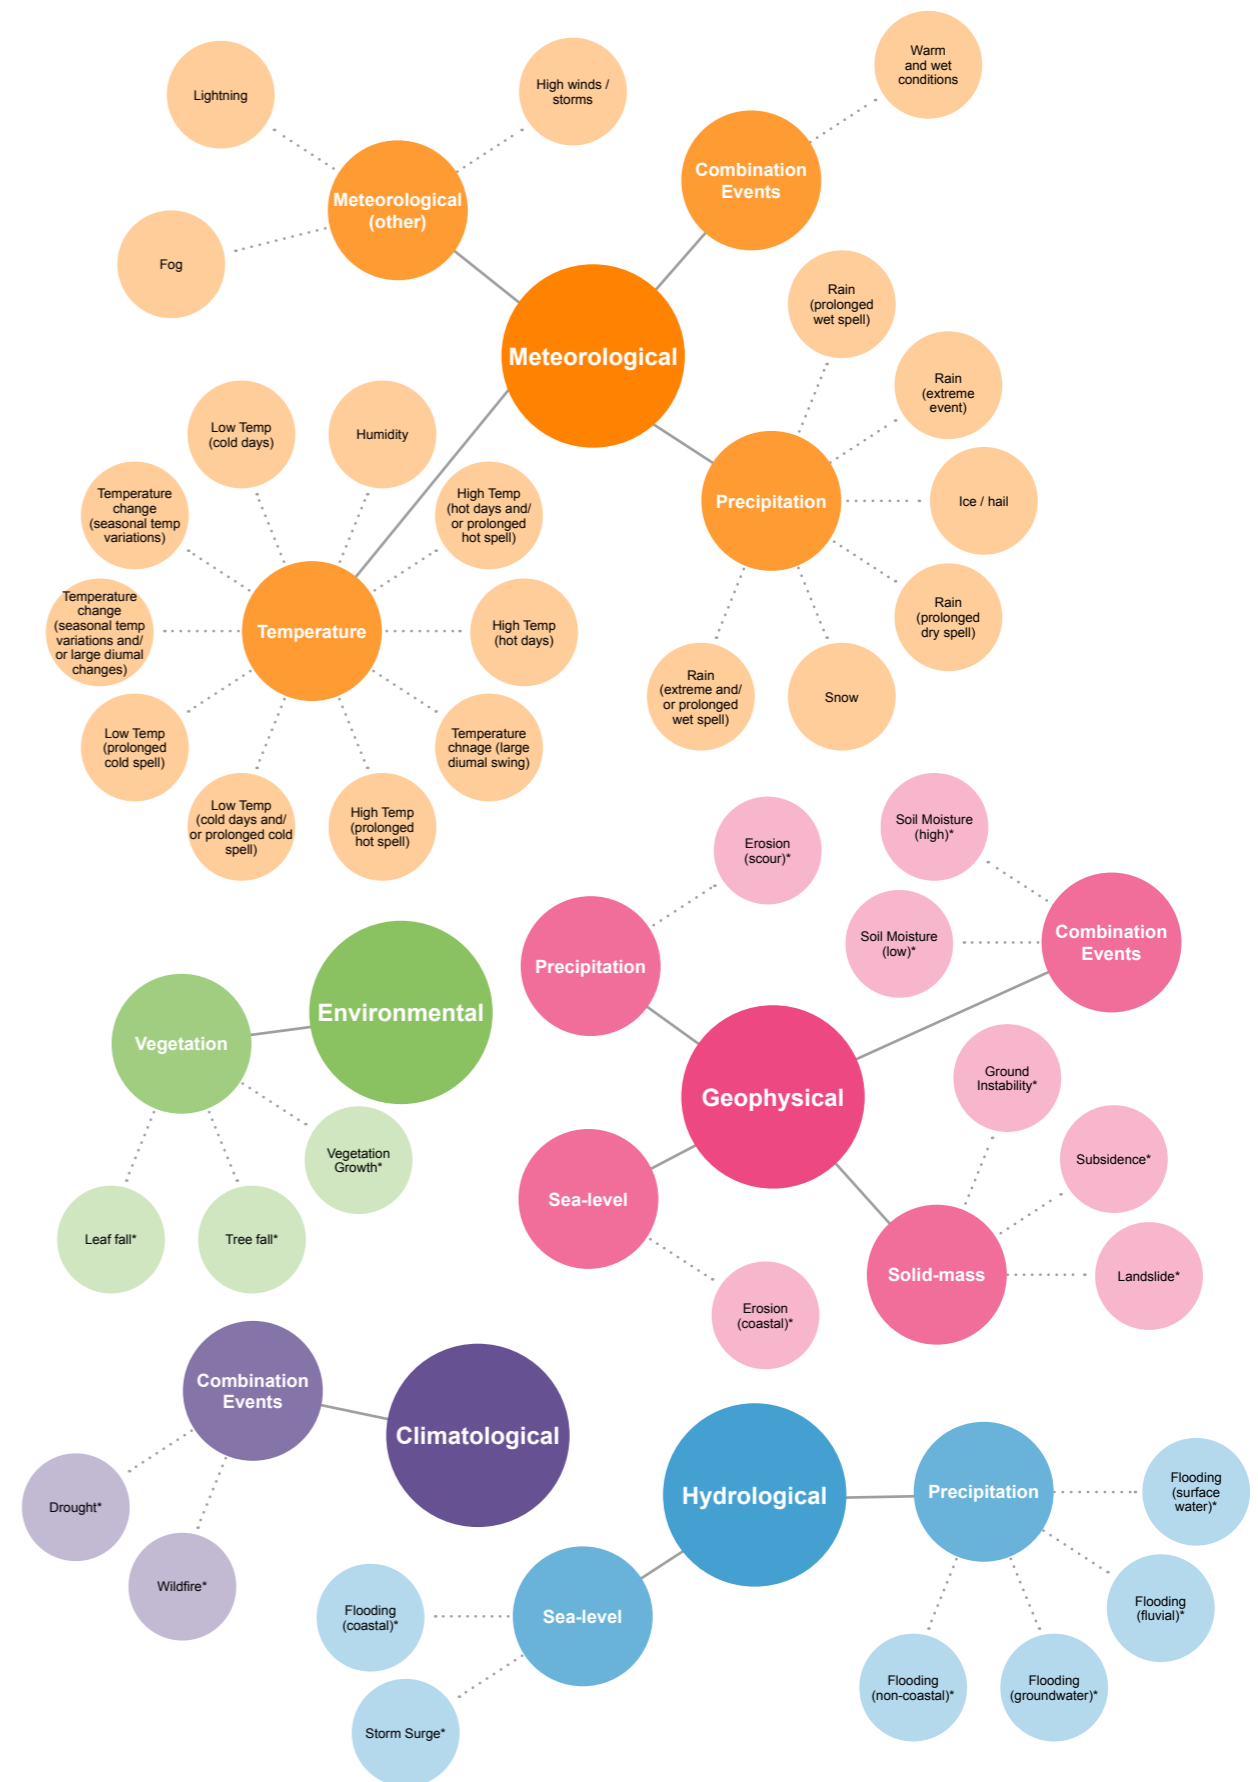 Warm
and wet
conditions
Lightning
High winds /
storms
Combination
Events
Meteorological
(other)
Fog
Rain
(prolonged
wet spell)
Meteorological
Rain
(extreme
event)
Low Temp
(cold days)
Humidity
Temperature
change
(seasonal temp
variations)
High Temp
(hot days and/
or prolonged
hot spell)
Precipitation
Ice / hail
Temperature
change
(seasonal temp
variations and/
or large diurnal
changes)
Temperature
High Temp
(hot days)
Rain
(prolonged
dry spell)
Rain
(extreme and/
or prolonged
wet spell)
Snow
Low Temp
(prolonged
cold spell)
Temperature
chnage (large
diurnal swing)
Low Temp
(cold days and/
or prolonged cold
spell)
High Temp
(prolonged
hot spell)
Erosion
(scour)*
Soil Moisture
(high)*
Soil Moisture
(low)*
Combination
Events
Precipitation
Environmental
Vegetation
Geophysical
Ground
Instability*
Vegetation
Growth*
Subsidence*
Sea-level
Leaf fall*
Tree fall*
Solid-mass
Landslide*
Erosion
(coastal)*
Combination
Events
Climatological
Drought*
Wildfire*
Hydrological
Precipitation
Flooding
(surface
water)*
Flooding
(coastal)*
Sea-level
Flooding
(fluvial)*
Flooding
(non-coastal)*
Flooding
(groundwater)*
Storm Surge*